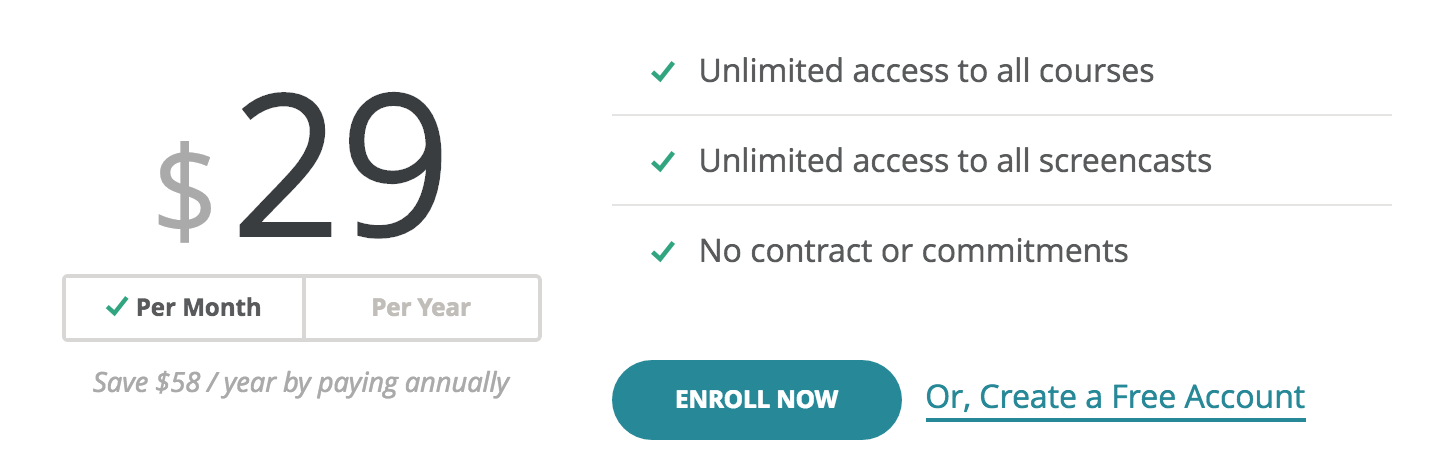 $29
Per Month
Per Year
Save $58 / year by paying annually
Unlimited access to all courses
Unlimited access to all screencasts
No contract or commitments
ENROLL NOW
Or, Create a Free Account